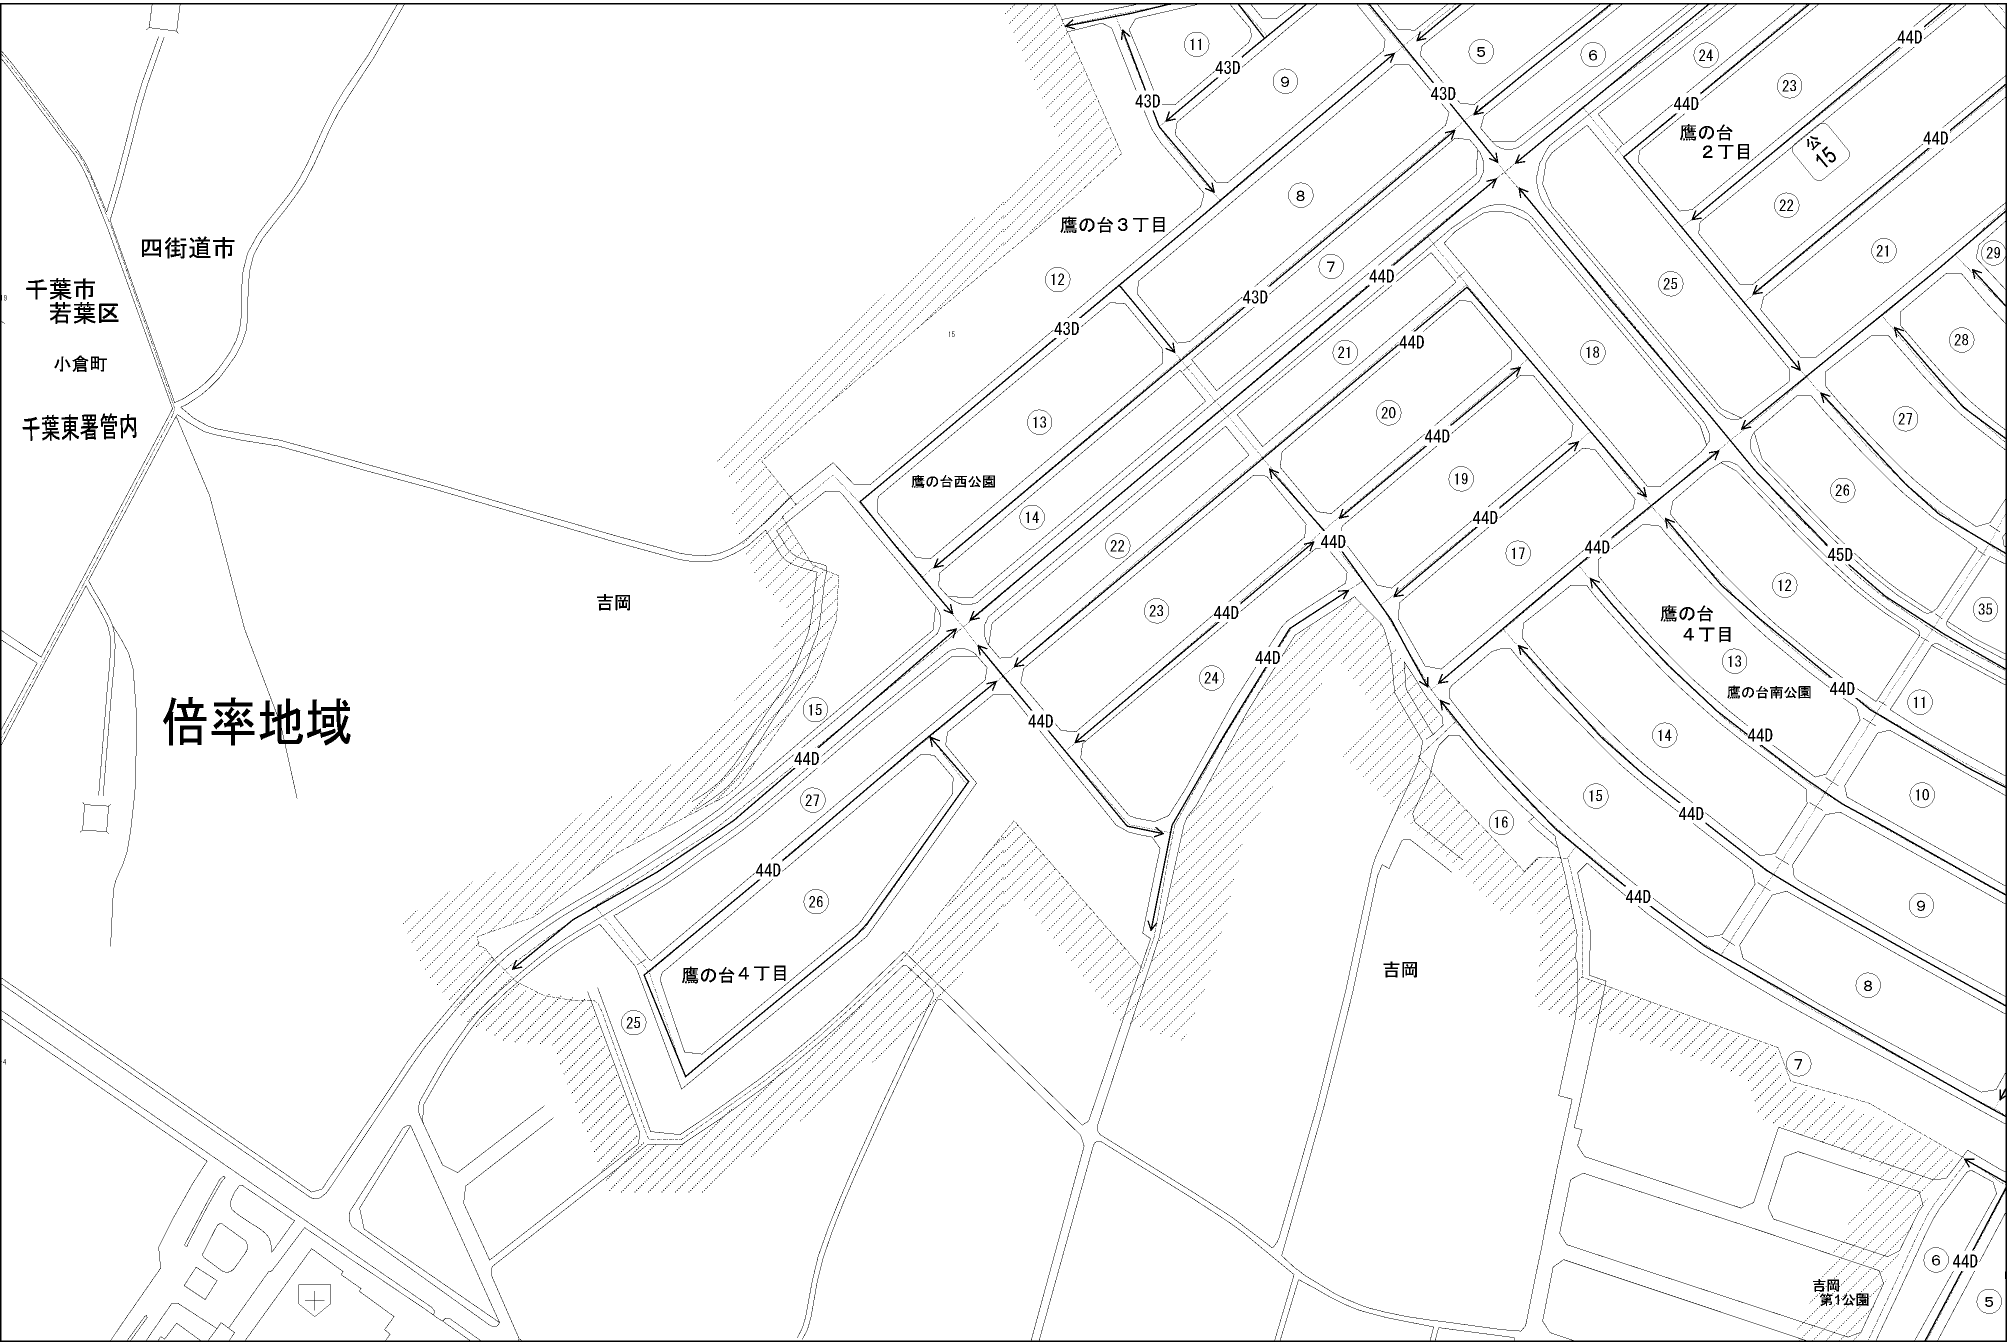 11
43D
9
43D
43D
5
6
24
44D
44D
23
鷹の台
２丁目
公
15
44D
22
8
鷹の台３丁目
四街道市
千葉市
若葉区
小倉町
千葉東署管内
12
7
44D
43D
43D
15
25
21
29
28
27
44D
21
18
20
44D
13
鷹の台西公園
14
19
44D
26
22
44D
17
44D
45D
12
35
吉岡
23
44D
24
44D
鷹の台
４丁目
13
鷹の台南公園
44D
11
倍率地域
15
44D
44D
14
44D
27
15
44D
10
16
44D
26
44D
9
鷹の台４丁目
吉岡
8
25
7
6
44D
吉岡
第1公園
5